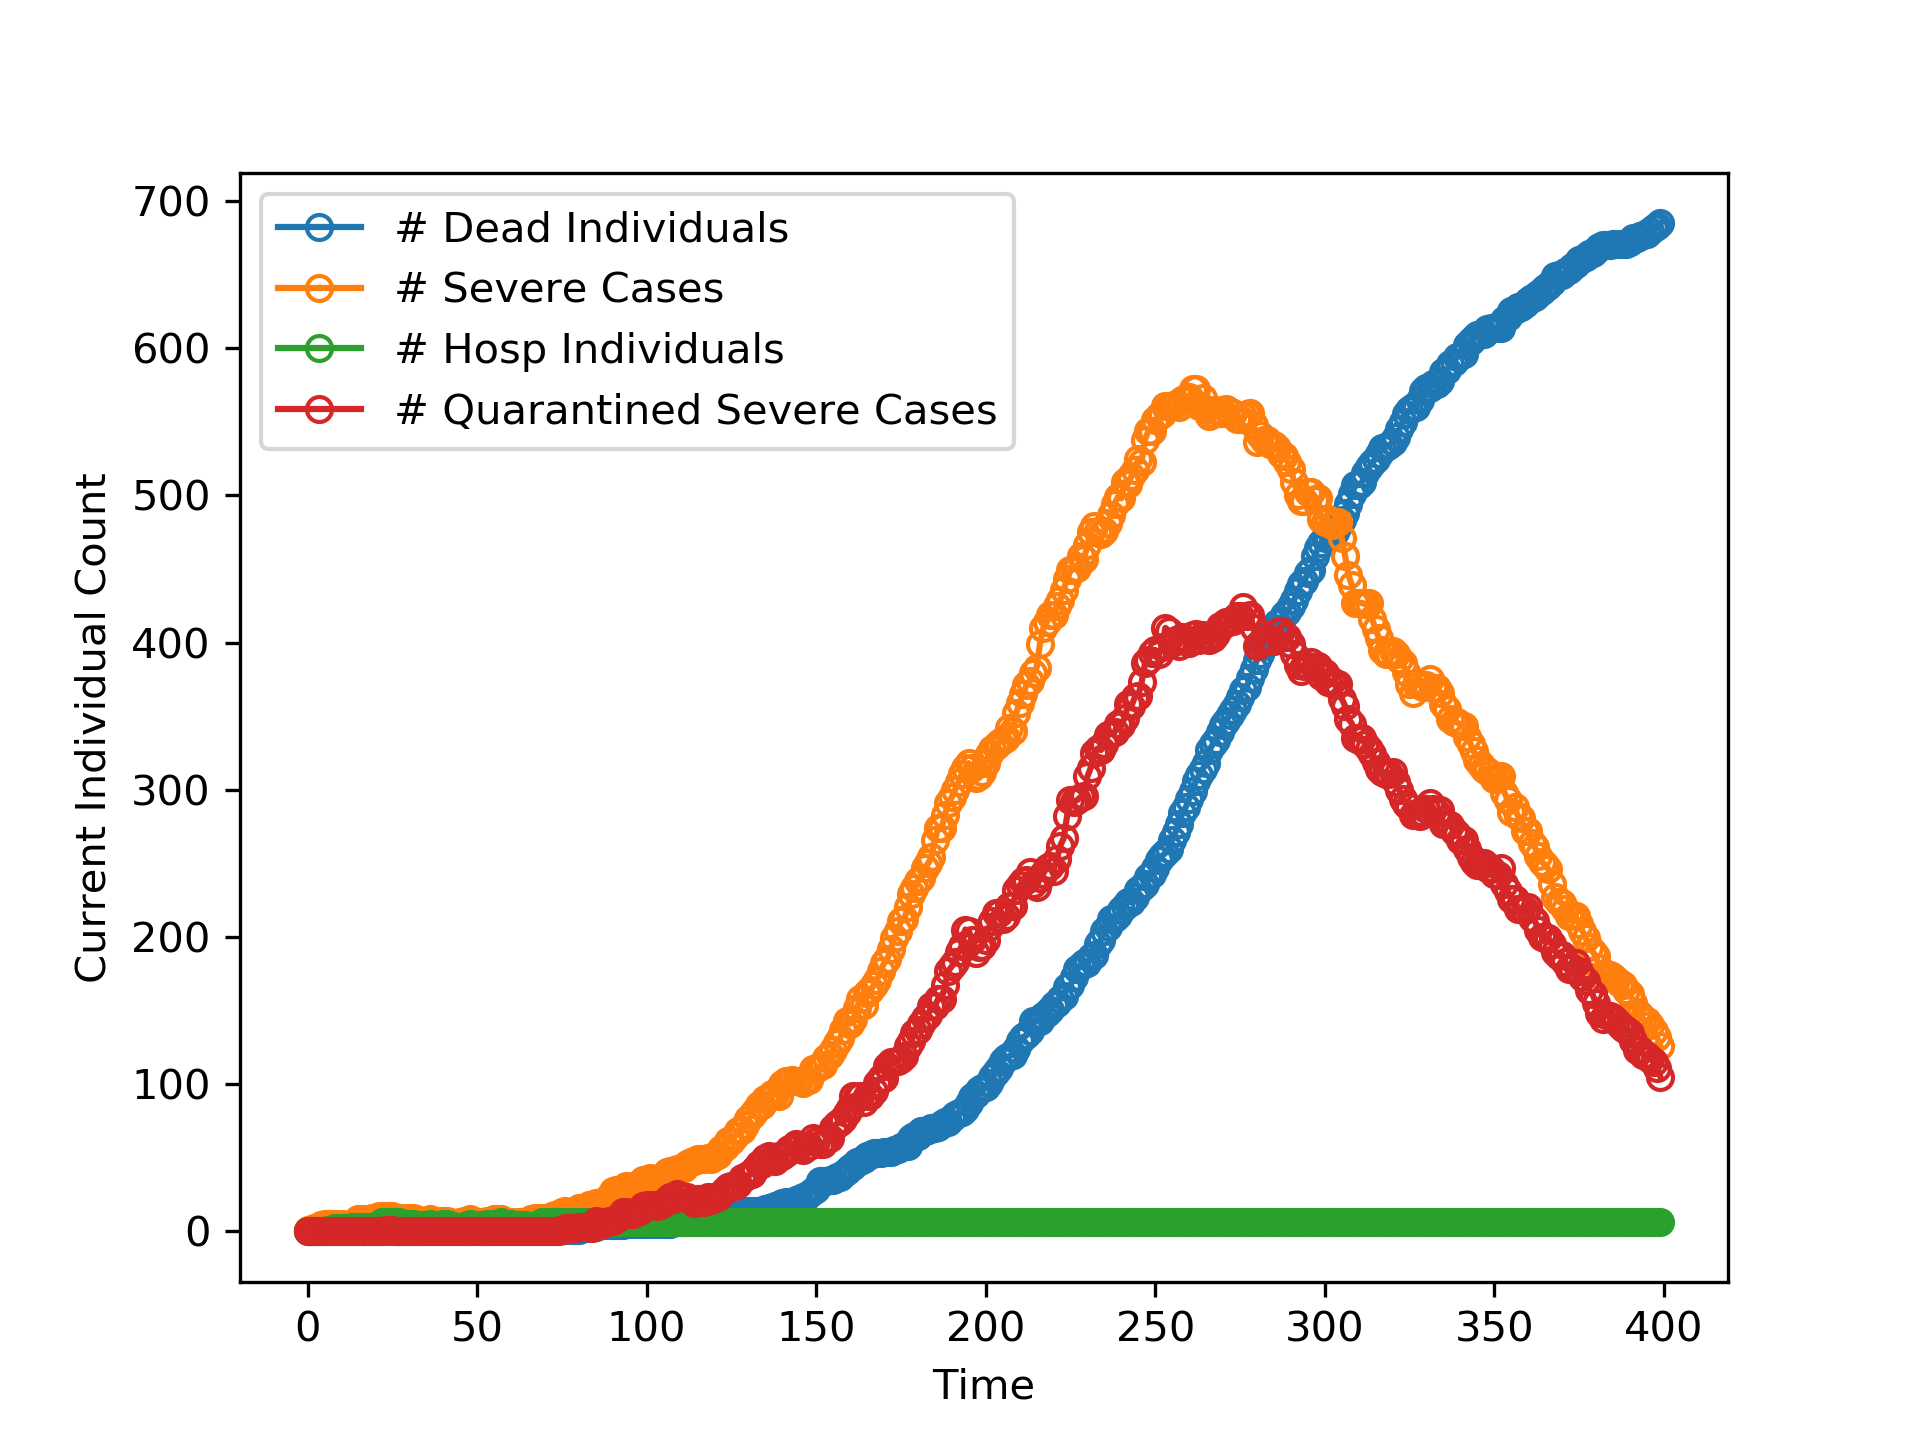 # Dead Individuals
# Severe Cases
# Hosp Individuals
# Quarantined Severe Cases
Current Individual Count
700
600
500
400
300
200
100
0
0 50 100 150 200 250 300 350 400
Time